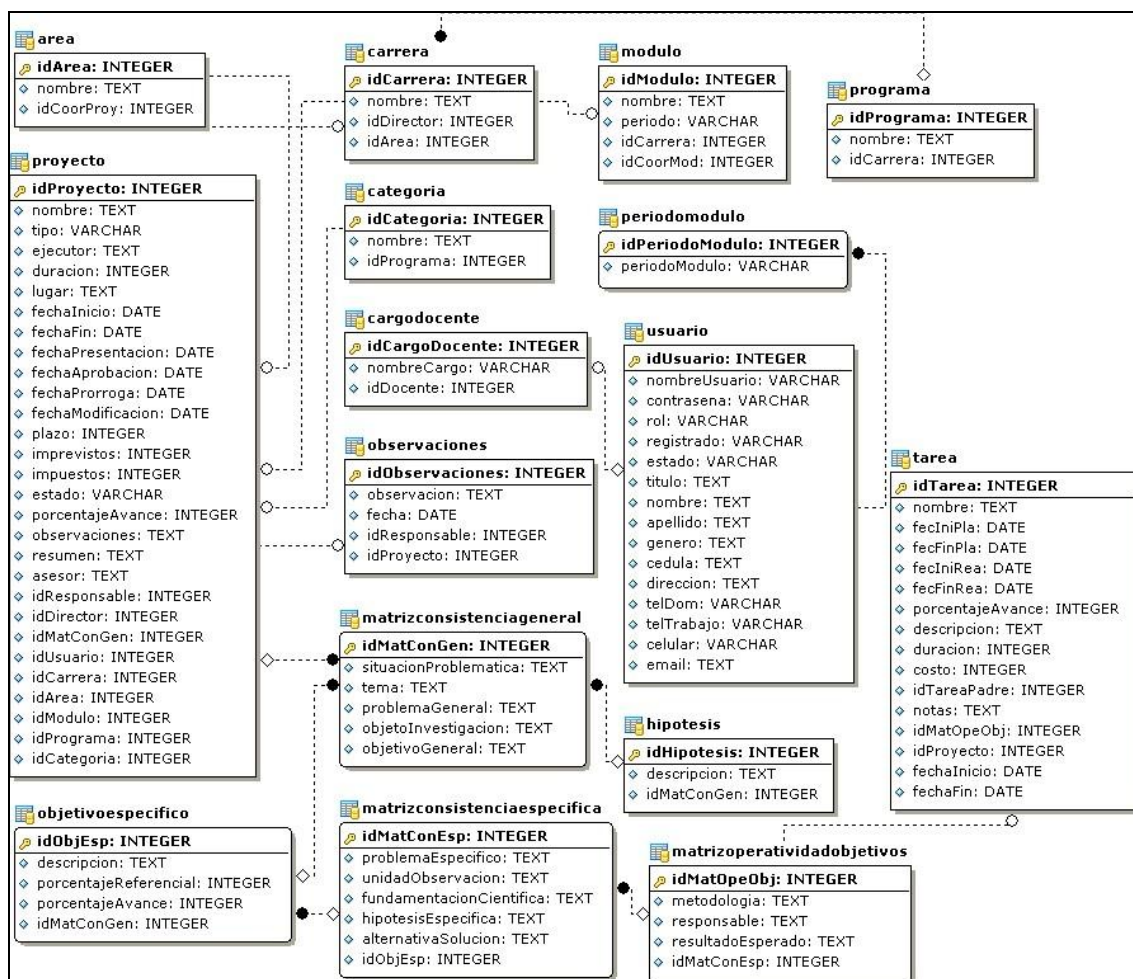 area
idArea: INTEGER
nombre: TEXT
idCoorProy: INTEGER
carrera
idCarrera: INTEGER
nombre: TEXT
idDirector: INTEGER
idArea: INTEGER
modulo
idModulo: INTEGER
nombre: TEXT
periodo: VARCHAR
idCarrera: INTEGER
idCoorMod: INTEGER
programa
idPrograma: INTEGER
nombre: TEXT
idCarrera: INTEGER
proyecto
idProyecto: INTEGER
nombre: TEXT
tipo: VARCHAR
ejecutor: TEXT
duracion: INTEGER
lugar: TEXT
fechaInicio: DATE
fechaFin: DATE
fechaPresentacion: DATE
fechaAprobacion: DATE
fechaProrroga: DATE
fechaModificacion: DATE
plazo: INTEGER
imprevistos: INTEGER
impuestos: INTEGER
estado: VARCHAR
porcentajeAvance: INTEGER
observaciones: TEXT
resumen: TEXT
asesor: TEXT
idResponsable: INTEGER
idDirector: INTEGER
idMatConGen: INTEGER
idUsuario: INTEGER
idCarrera: INTEGER
idArea: INTEGER
idModulo: INTEGER
idPrograma: INTEGER
idCategoria: INTEGER
categoria
idCategoria: INTEGER
nombre: TEXT
idPrograma: INTEGER
periodomodulo
idPeriodoModulo: INTEGER
periodoModulo: VARCHAR
cargodocente
idCargoDocente: INTEGER
nombreCargo: VARCHAR
idDocente: INTEGER
usuario
idUsuario: INTEGER
nombreUsuario: VARCHAR
contrasena: VARCHAR
rol: VARCHAR
registrado: VARCHAR
estado: VARCHAR
titulo: TEXT
nombre: TEXT
apellido: TEXT
genero: TEXT
cedula: TEXT
direccion: TEXT
telDom: VARCHAR
telTrabajo: VARCHAR
celular: VARCHAR
email: TEXT
observaciones
idObservaciones: INTEGER
observacion: TEXT
fecha: DATE
idResponsable: INTEGER
idProyecto: INTEGER
tarea
idTarea: INTEGER
nombre: TEXT
fecIniPla: DATE
fecFinPla: DATE
fecIniRea: DATE
fecFinRea: DATE
porcentajeAvance: INTEGER
descripcion: TEXT
duracion: INTEGER
costo: INTEGER
idTareaPadre: INTEGER
notas: TEXT
idMatOpeObj: INTEGER
idProyecto: INTEGER
fechaInicio: DATE
fechaFin: DATE
matrizconsistenciageneral
idMatConGen: INTEGER
situacionProblematica: TEXT
tema: TEXT
problemaGeneral: TEXT
objetoInvestigacion: TEXT
objetivoGeneral: TEXT
hipotesis
idHipotesis: INTEGER
descripcion: TEXT
idMatConGen: INTEGER
objetivoespecifico
idObjEsp: INTEGER
descripcion: TEXT
porcentajeReferencial: INTEGER
porcentajeAvance: INTEGER
idMatConGen: INTEGER
matrizconsistenciaespecifica
idMatConEsp: INTEGER
problemaEspecifico: TEXT
unidadObservacion: TEXT
fundamentacionCientifica: TEXT
hipotesisEspecifica: TEXT
alternativaSolucion: TEXT
idObjEsp: INTEGER
matrizoperatividadobjetivos
idMatOpeObj: INTEGER
metodologia: TEXT
responsable: TEXT
resultadoEsperado: TEXT
idMatConEsp: INTEGER